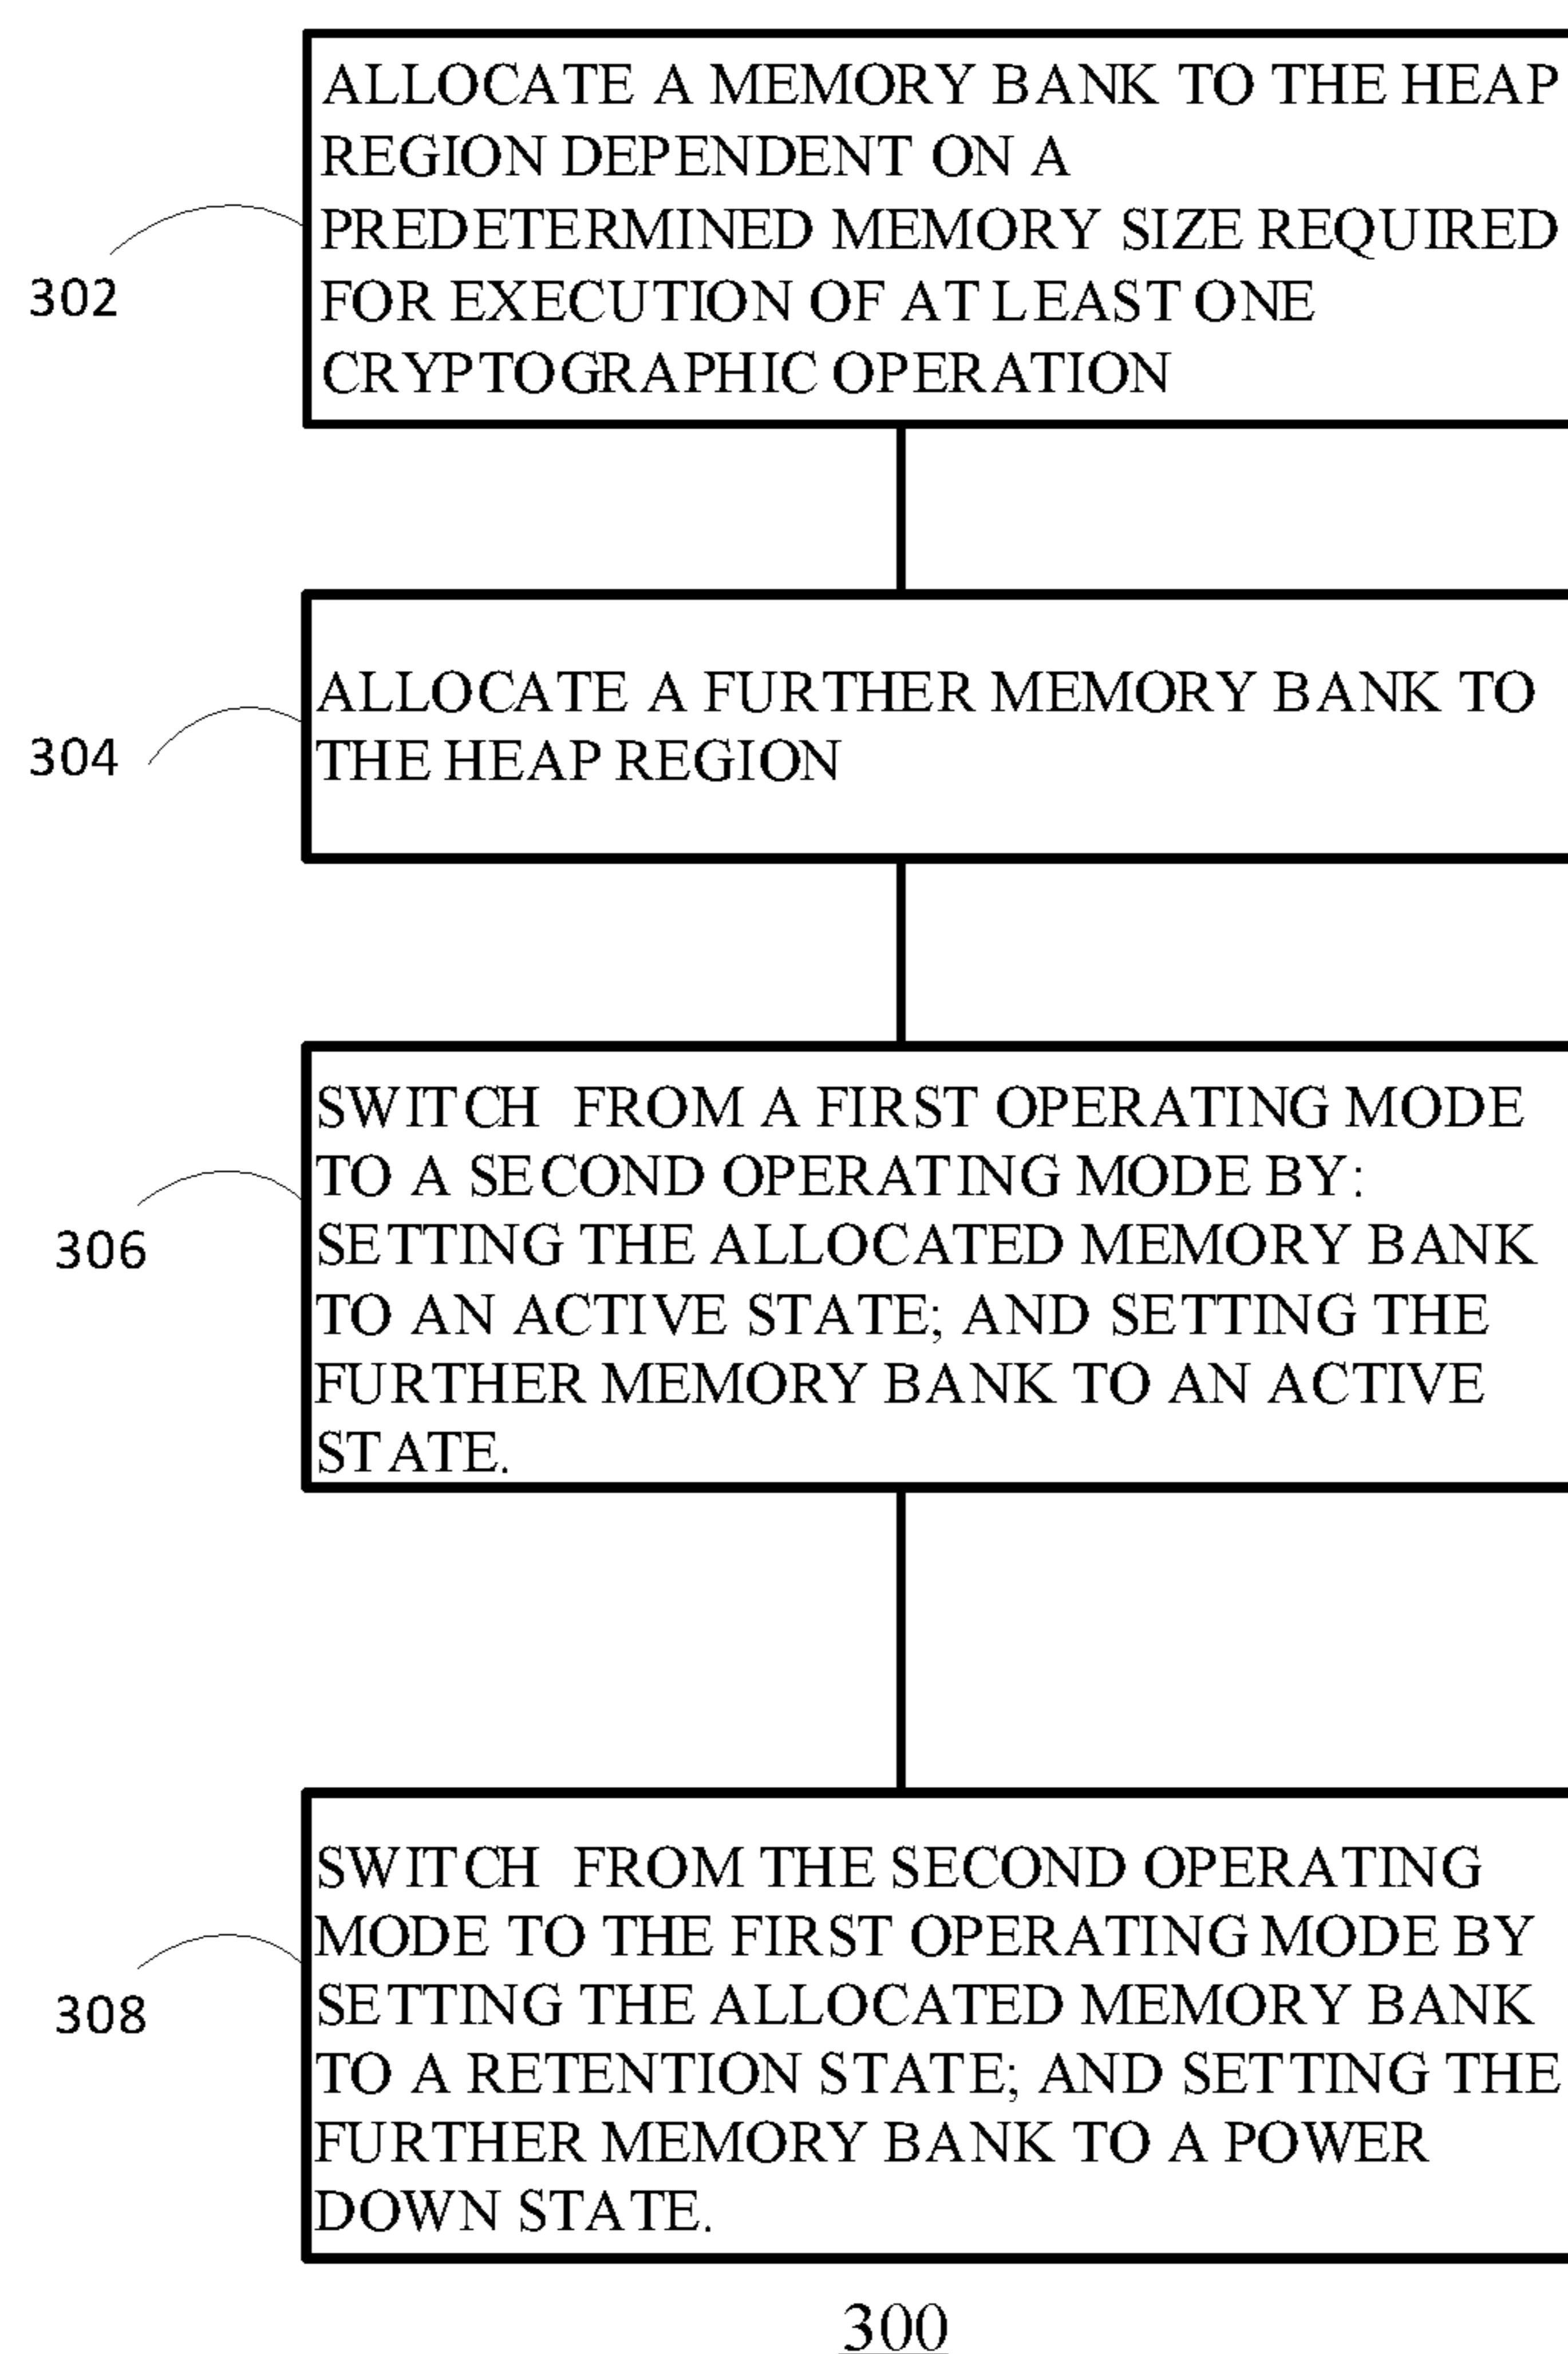 ALLOCATE A MEMORY BANK TO THE HEAP
REGION DEPENDENT ON A
PREDETERMINED MEMORY SIZE REQUIRED
FOR EXECUTION OF AT LEAST ONE
CRYPTOGRAPHIC OPERATION
302
ALLOCATE A FURTHER MEMORY BANK TO
THE HEAP REGION
304
SWITCH FROM A FIRST OPERATING MODE
TO A SECOND OPERATING MODE BY:
SETTING THE ALLOCATED MEMORY BANK
TO AN ACTIVE STATE; AND SETTING THE
FURTHER MEMORY BANK TO AN ACTIVE
STATE.
306
SWITCH FROM THE SECOND OPERATING
MODE TO THE FIRST OPERATING MODE BY
SETTING THE ALLOCATED MEMORY BANK
TO A RETENTION STATE; AND SETTING THE
FURTHER MEMORY BANK TO A POWER
DOWN STATE.
308
300